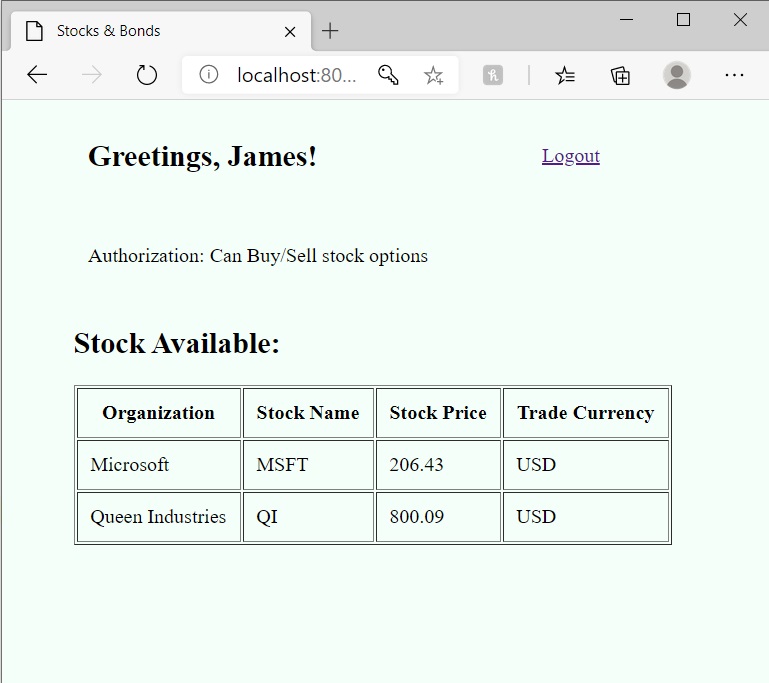 Stocks & Bonds
localhost:80...
Greetings, James!
Logout
Authorization: Can Buy/Sell stock options
Stock Available:
Organization Stock Name Stock Price Trade Currency
Microsoft MSFT 206.43 USD
Queen Industries QI 800.09 USD